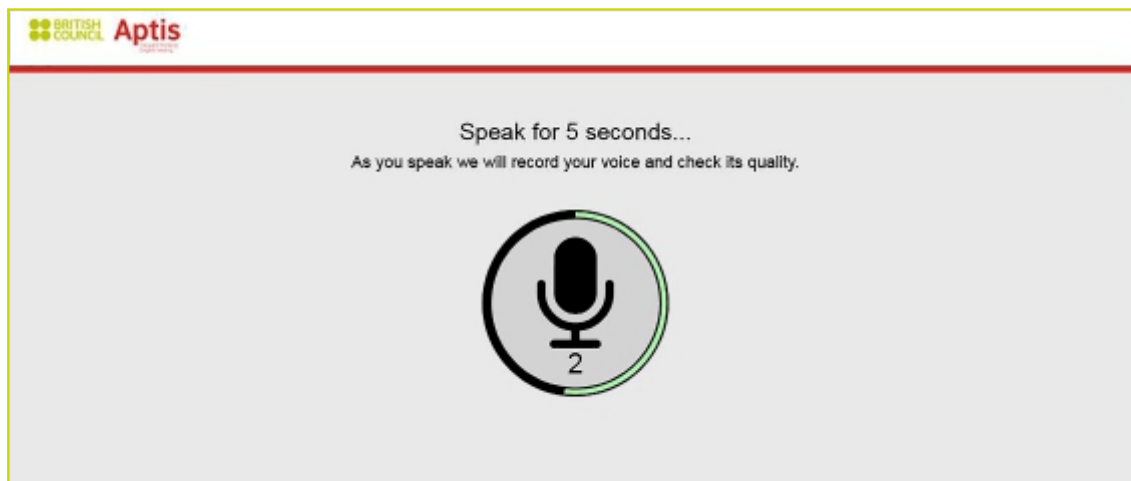 BRITISH
COUNCIL
Aptis
Speak for 5 seconds...
As you speak we will record your voice and check its quality.
2